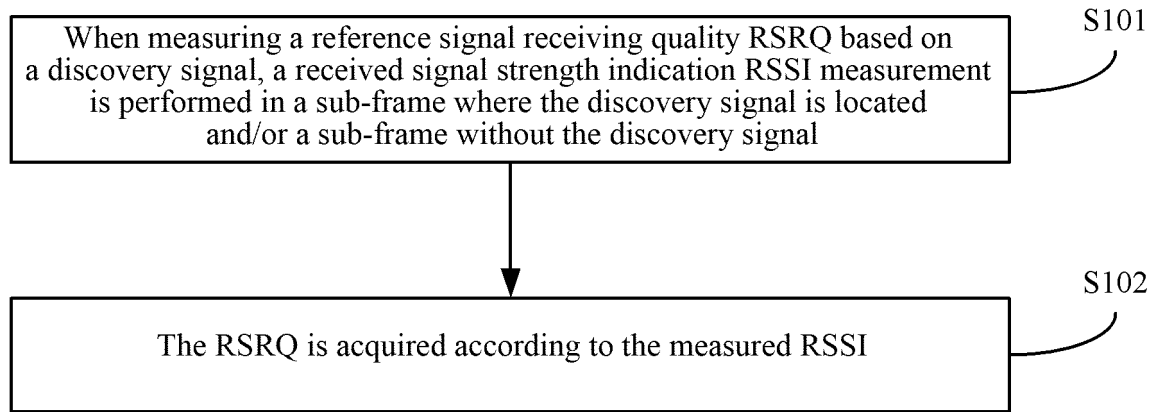 S101
When measuring a reference signal receiving quality RSRQ based on
a discovery signal, a received signal strength indication RSSI measurement
is performed in a sub-frame where the discovery signal is located
and/or a sub-frame without the discovery signal
S102
The RSRQ is acquired according to the measured RSSI